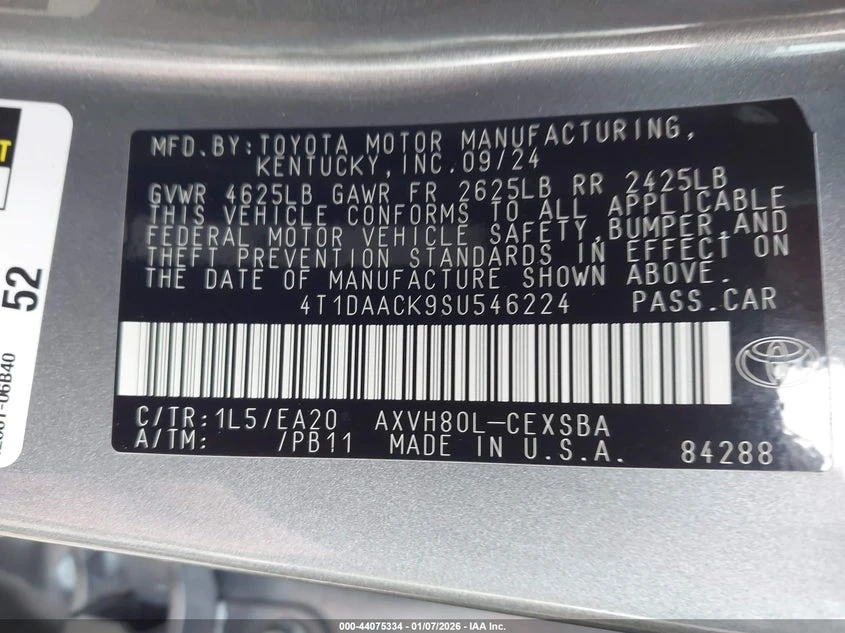 T
52
06B40
MFD.BY:TOYOTA MOTOR MANUFACTURING,
KENTUCKY,INC.09/24
GVWR 4625LB GAWR FR 2625LB RR 2425LB
THIS VEHICLE CONFORMS TO ALL APPLICABLE
FEDERAL MOTOR VEHICLE SAFETY,BUMPER,AND
THEFT PREVENTION STANDARDS IN EFFECT ON
THE DATE OF MANUFACTURE SHOWN ABOVE.
4T1DAACK9SU546224 PASS.CAR
C/TR:1L5/EA20 AXVH80L-CEXSBA
A/TM: /PB11 MADE IN U.S.A. 84288
000-44075334 - 01/07/2026 - IAA Inc.